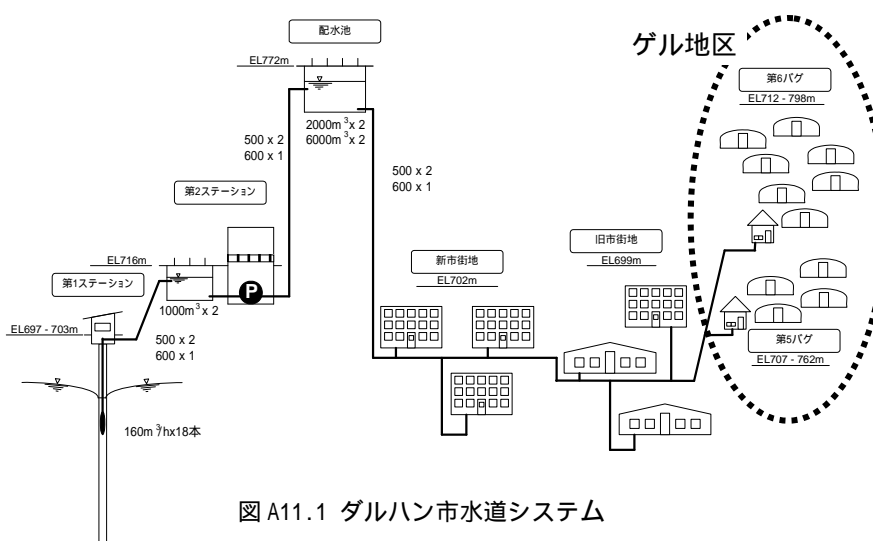 配水池
EL772m
2000m³x 2
6000m³x 2
500 x 2
600 x 1
第2ステーション
EL716m
第1ステーション
1000m³x 2
P
EL697 - 703m
500 x 2
600 x 1
160m³/hx18本
500 x 2
600 x 1
新市街地
EL702m
旧市街地
EL699m
ゲル地区
第6バグ
EL712 - 798m
第5バグ
EL707 - 762m
図 A11.1 ダルハン市水道システム